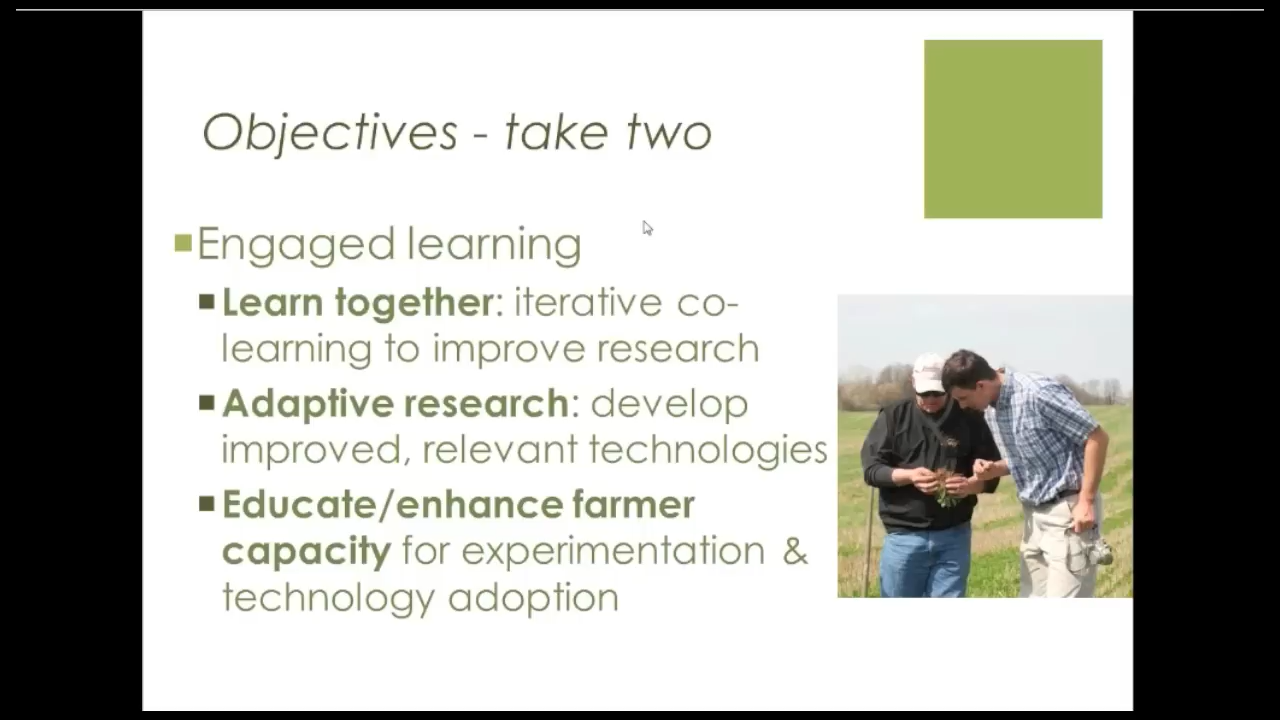 Objectives - take two
Engaged learning
Learn together: iterative co-
learning to improve research
Adaptive research: develop
improved, relevant technologies
Educate/enhance farmer
capacity for experimentation &
technology adoption